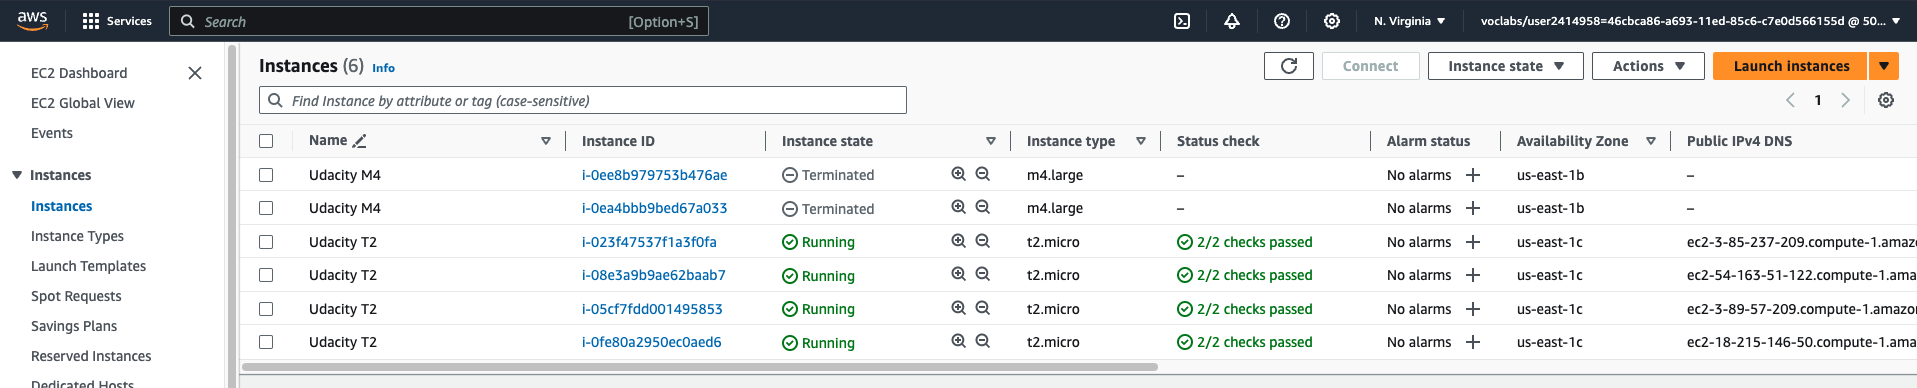 aws Services Search [Option+S] N. Virginia voclabs/user2414958=46cbca86-a693-11ed-85c6-c7e0d566155d @ 50...
EC2 Dashboard
EC2 Global View
Events
Instances
Instances
Instance Types
Launch Templates
Spot Requests
Savings Plans
Reserved Instances
Dedicated Hosts
Instances (6) Info Connect Instance state Actions Launch instances
Find Instance by attribute or tag (case-sensitive) 1
Name Instance ID Instance state Instance type Status check Alarm status Availability Zone Public IPv4 DNS
Udacity M4 i-0ee8b979753b476ae Terminated m4.large – No alarms + us-east-1b –
Udacity M4 i-0ea4bbb9bed67a033 Terminated m4.large – No alarms + us-east-1b –
Udacity T2 i-023f47537f1a3f0fa Running t2.micro 2/2 checks passed No alarms + us-east-1c ec2-3-85-237-209.compute-1.amazo
Udacity T2 i-08e3a9b9ae62baab7 Running t2.micro 2/2 checks passed No alarms + us-east-1c ec2-54-163-51-122.compute-1.amaz
Udacity T2 i-05cf7fdd001495853 Running t2.micro 2/2 checks passed No alarms + us-east-1c ec2-3-89-57-209.compute-1.amazon
Udacity T2 i-0fe80a2950ec0aed6 Running t2.micro 2/2 checks passed No alarms + us-east-1c ec2-18-215-146-50.compute-1.ama